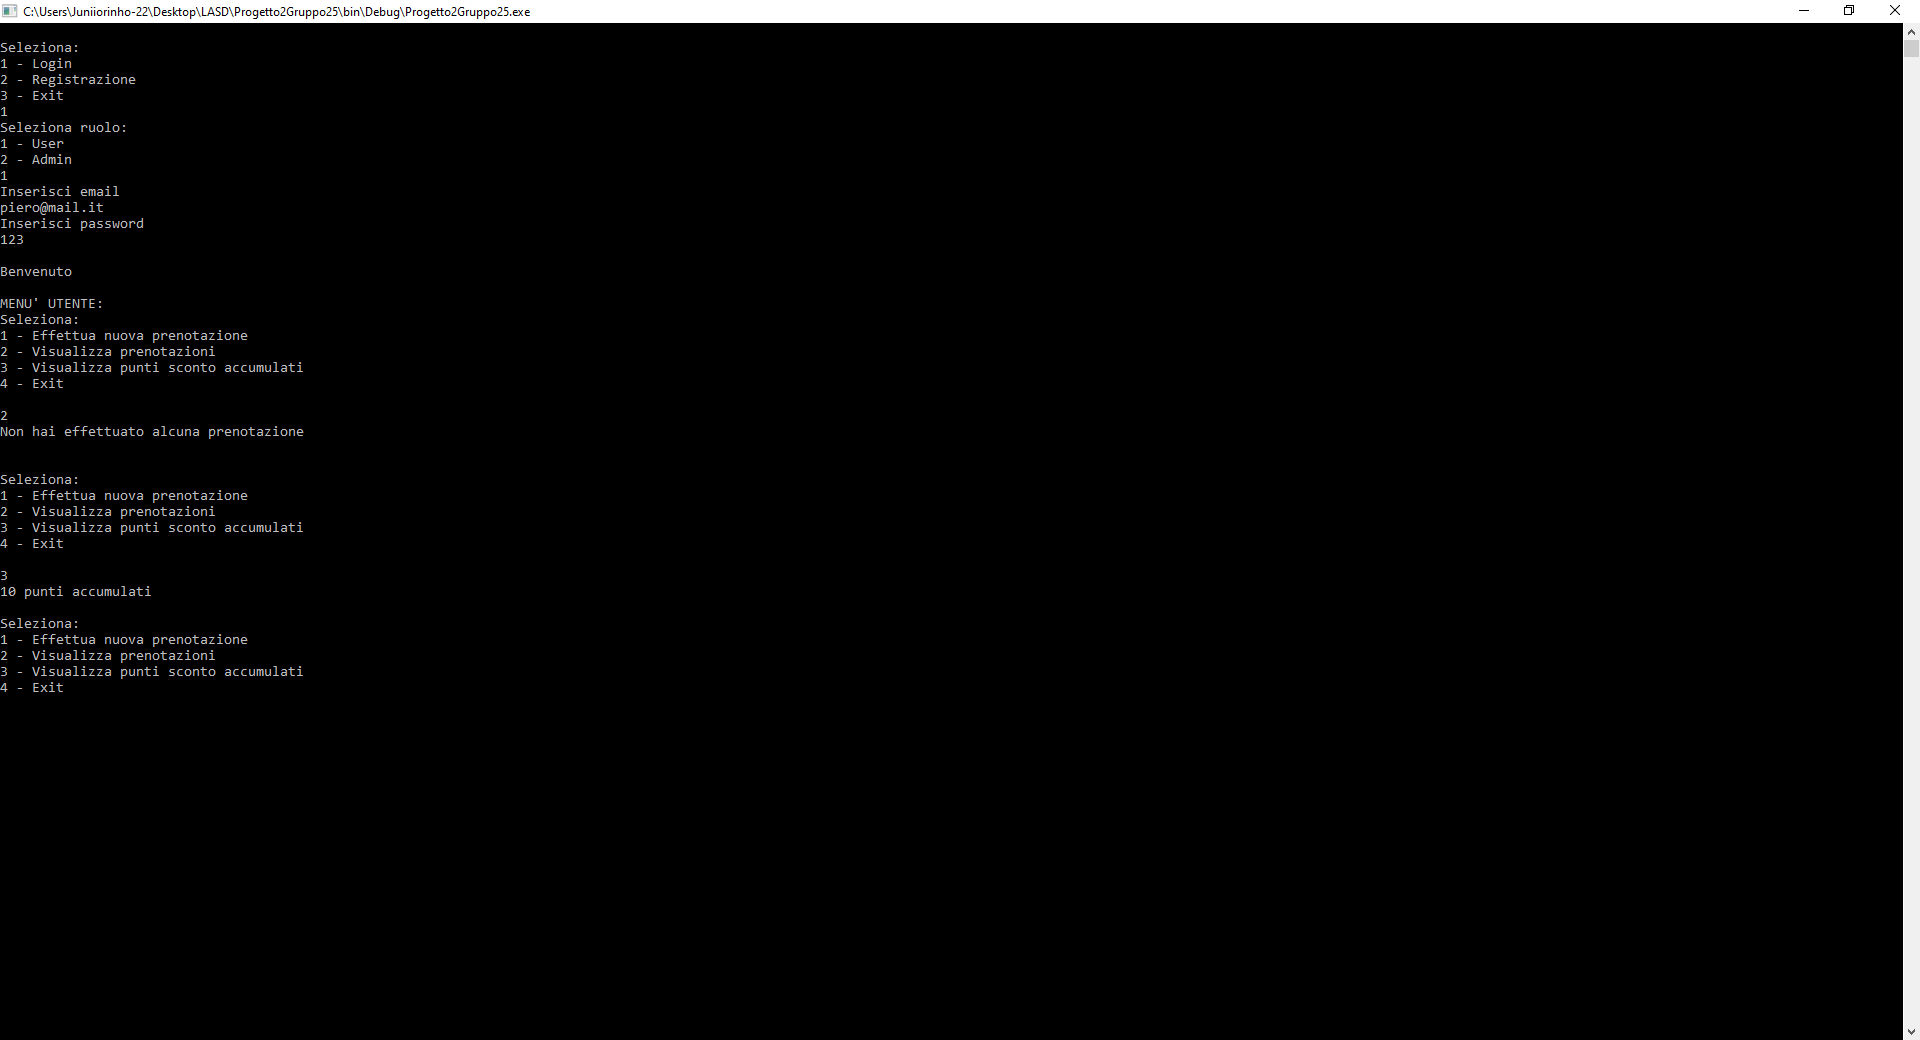 C:\Users\Juniiorinho-22\Desktop\LASD\Progetto2Gruppo25\bin\Debug\Progetto2Gruppo25.exe
Seleziona:
1 - Login
2 - Registrazione
3 - Exit
1
Seleziona ruolo:
1 - User
2 - Admin
1
Inserisci email
piero@mail.it
Inserisci password
123
Benvenuto
MENU' UTENTE:
Seleziona:
1 - Effettua nuova prenotazione
2 - Visualizza prenotazioni
3 - Visualizza punti sconto accumulati
4 - Exit
2
Non hai effettuato alcuna prenotazione
Seleziona:
1 - Effettua nuova prenotazione
2 - Visualizza prenotazioni
3 - Visualizza punti sconto accumulati
4 - Exit
3
10 punti accumulati
Seleziona:
1 - Effettua nuova prenotazione
2 - Visualizza prenotazioni
3 - Visualizza punti sconto accumulati
4 - Exit